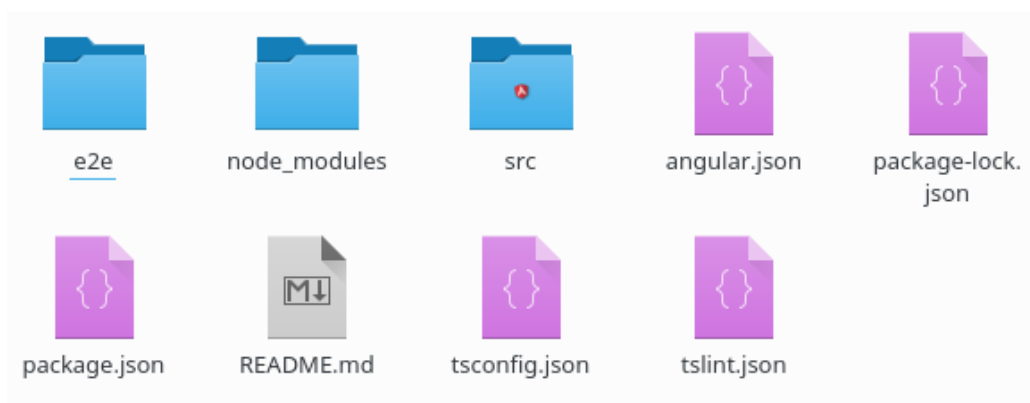 e2e
node_modules
src
angular.json
package-lock.
json
package.json
README.md
tsconfig.json
tslint.json